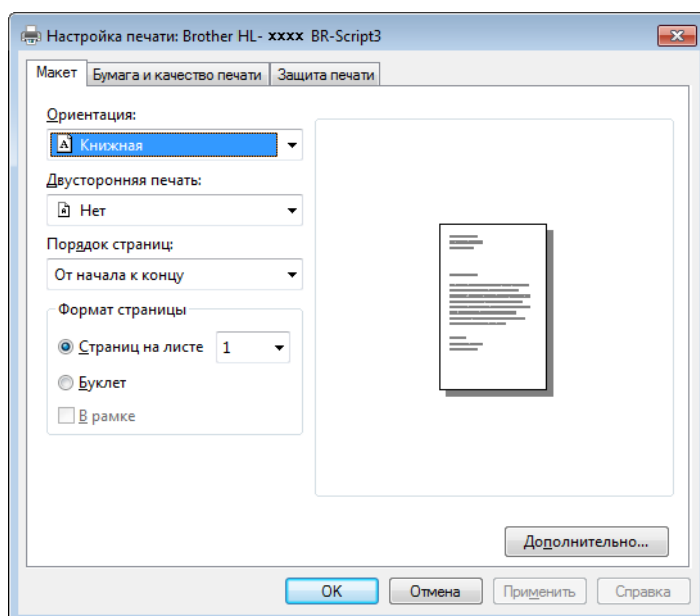 Настройка печати: Brother HL- xxxx BR-Script3
Макет Бумага и качество печати Защита печати
Ориентация:
A Книжная
Двусторонняя печать:
Нет
Порядок страниц:
От начала к концу
Формат страницы
Страниц на листе 1
Буклет
В рамке
Дополнительно...
OK Отмена Применить Справка